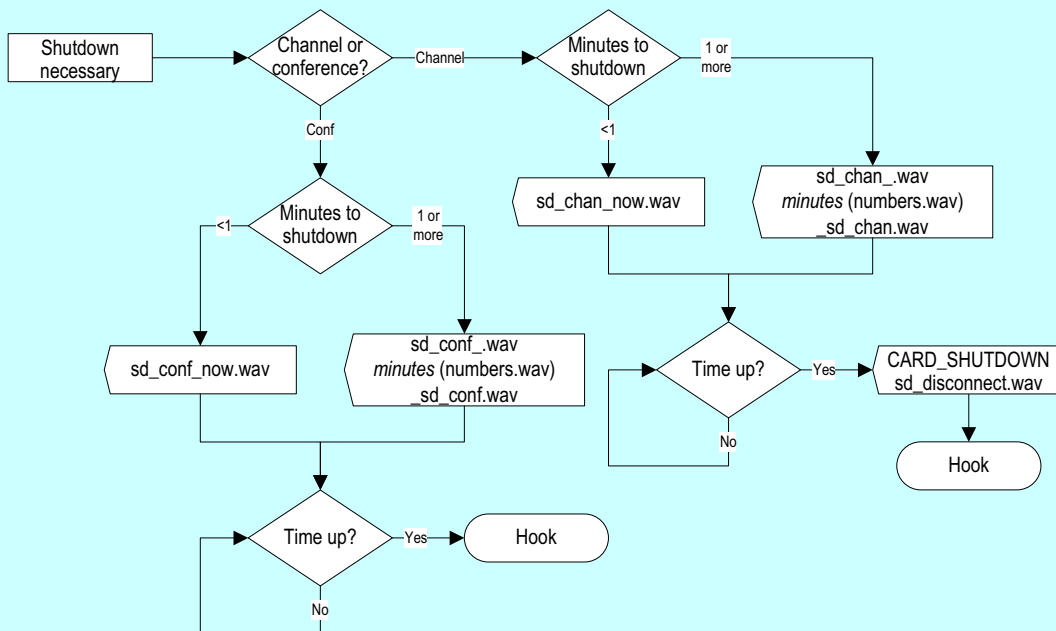 Shutdown
necessary
Channel or
conference?
Channel
Minutes to
shutdown
1 or
more
<1
Conf
sd_chan_now.wav
sd_chan_.wav
minutes (numbers.wav)
_sd_chan.wav
Minutes to
shutdown
<1
1 or
more
sd_conf_now.wav
sd_conf_.wav
minutes (numbers.wav)
_sd_conf.wav
Time up?
Yes
CARD_SHUTDOWN
sd_disconnect.wav
No
Hook
Time up?
Yes
Hook
No